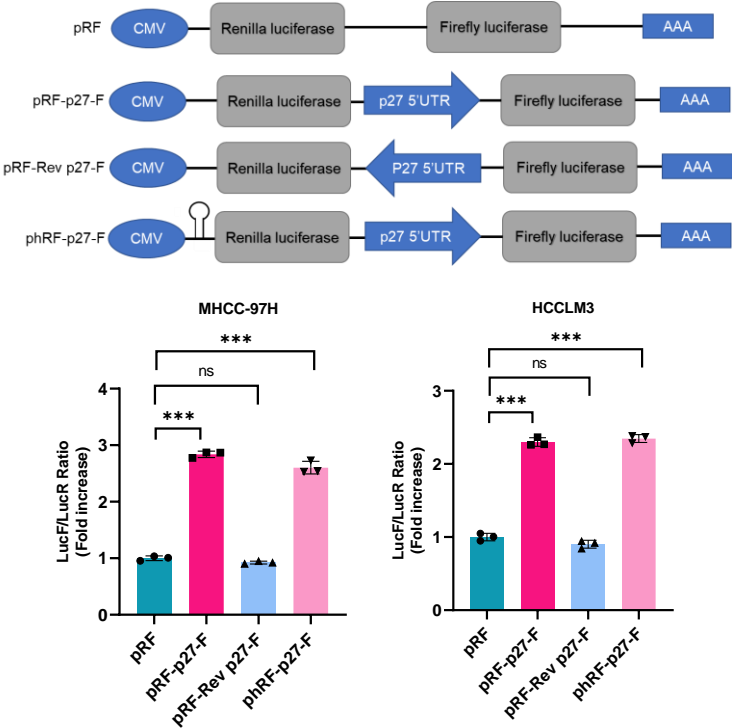 pRF CMV Renilla luciferase Firefly luciferase AAA
pRF-p27-F CMV Renilla luciferase p27 5'UTR Firefly luciferase AAA
pRF-Rev p27-F CMV Renilla luciferase P27 5'UTR Firefly luciferase AAA
phRF-p27-F CMV Renilla luciferase p27 5'UTR Firefly luciferase AAA
MHCC-97H
***
ns
***
LucF/LucR Ratio
(Fold increase)
4
3
2
1
0
pRF
pRF-p27-F
pRF-Rev p27-F
phRF-p27-F
HCCLM3
***
ns
***
LucF/LucR Ratio
(Fold increase)
3
2
1
0
pRF
pRF-p27-F
pRF-Rev p27-F
phRF-p27-F